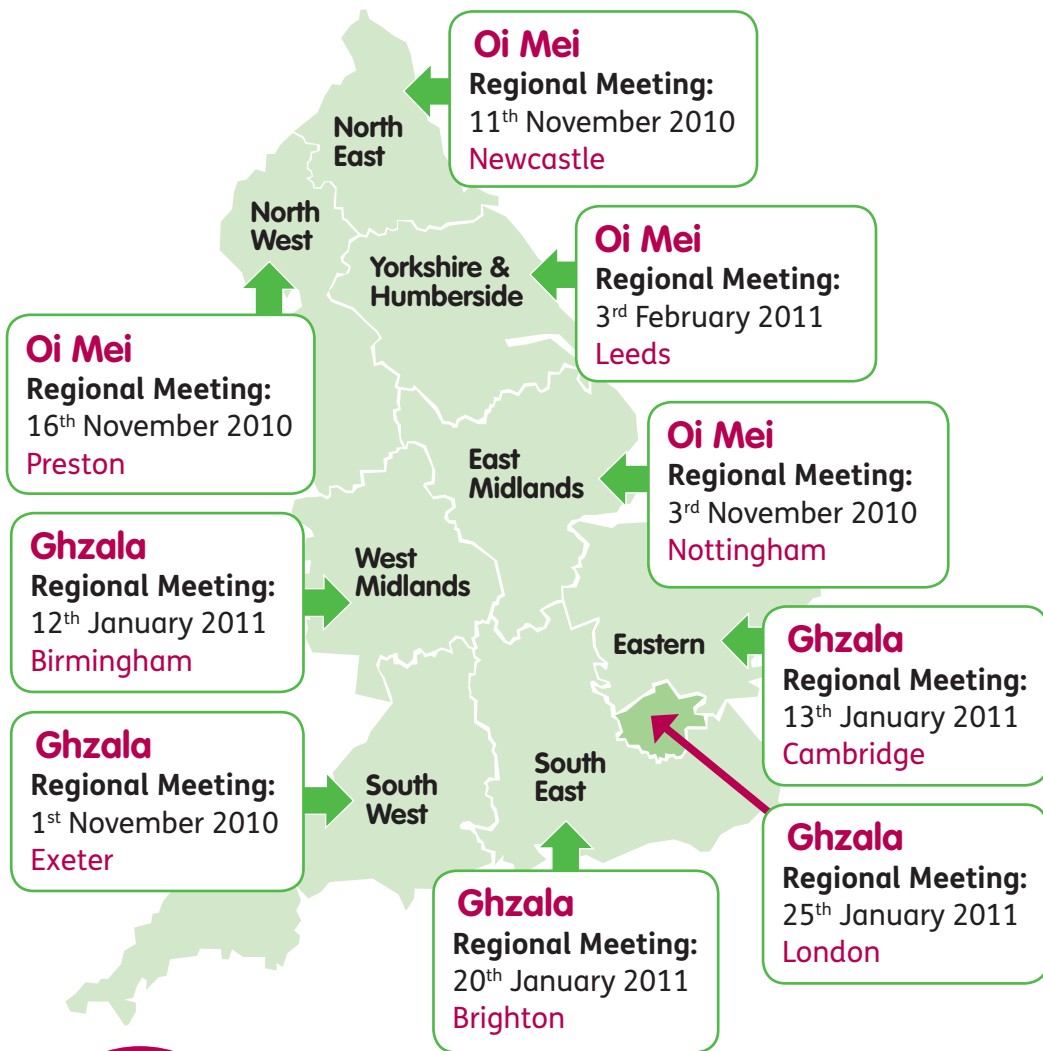 Oi Mei
Regional Meeting:
11th November 2010
Newcastle
North
East
North
West
Oi Mei
Regional Meeting:
3rd February 2011
Leeds
Yorkshire &
Humberside
Oi Mei
Regional Meeting:
16th November 2010
Preston
Oi Mei
Regional Meeting:
3rd November 2010
Nottingham
East
Midlands
Ghzala
Regional Meeting:
12th January 2011
Birmingham
West
Midlands
Eastern
Ghzala
Regional Meeting:
13th January 2011
Cambridge
Ghzala
Regional Meeting:
1st November 2010
Exeter
South
West
South
East
Ghzala
Regional Meeting:
25th January 2011
London
Ghzala
Regional Meeting:
20th January 2011
Brighton